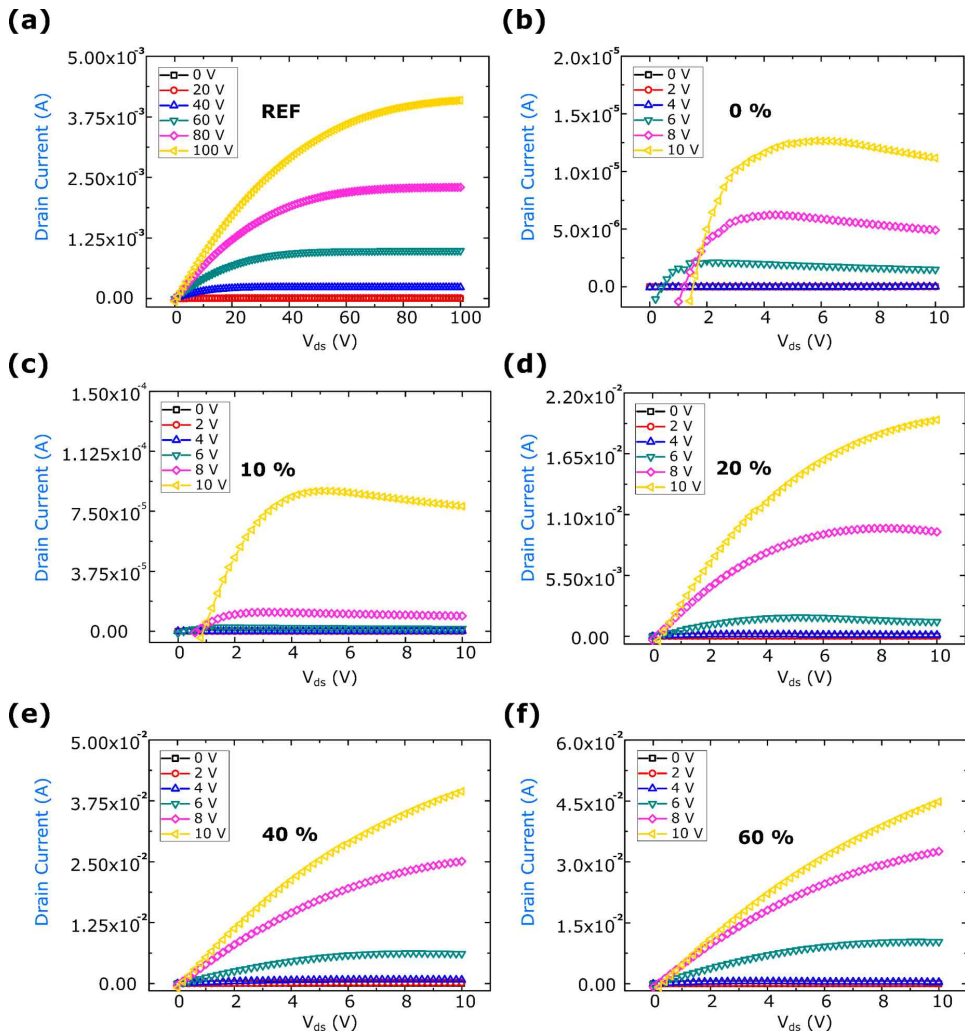 (a)
5.00x10⁻³
3.75x10⁻³
2.50x10⁻³
1.25x10⁻³
0.00
Drain Current (A)
0 V
20 V
40 V
60 V
80 V
100 V
REF
0 20 40 60 80 100
Vds (V)
(b)
2.0x10⁻⁵
1.5x10⁻⁵
1.0x10⁻⁵
5.0x10⁻⁶
0.0
Drain Current (A)
0 V
2 V
4 V
6 V
8 V
10 V
0 %
0 2 4 6 8 10
Vds (V)
(c)
1.50x10⁻⁴
1.125x10⁻⁴
7.50x10⁻⁵
3.75x10⁻⁵
0.00
Drain Current (A)
0 V
2 V
4 V
6 V
8 V
10 V
10 %
0 2 4 6 8 10
Vds (V)
(d)
2.20x10⁻²
1.65x10⁻²
1.10x10⁻²
5.50x10⁻³
0.00
Drain Current (A)
0 V
2 V
4 V
6 V
8 V
10 V
20 %
0 2 4 6 8 10
Vds (V)
(e)
5.00x10⁻²
3.75x10⁻²
2.50x10⁻²
1.25x10⁻²
0.00
Drain Current (A)
0 V
2 V
4 V
6 V
8 V
10 V
40 %
0 2 4 6 8 10
Vds (V)
(f)
6.0x10⁻²
4.5x10⁻²
3.0x10⁻²
1.5x10⁻²
0.00
Drain Current (A)
0 V
2 V
4 V
6 V
8 V
10 V
60 %
0 2 4 6 8 10
Vds (V)